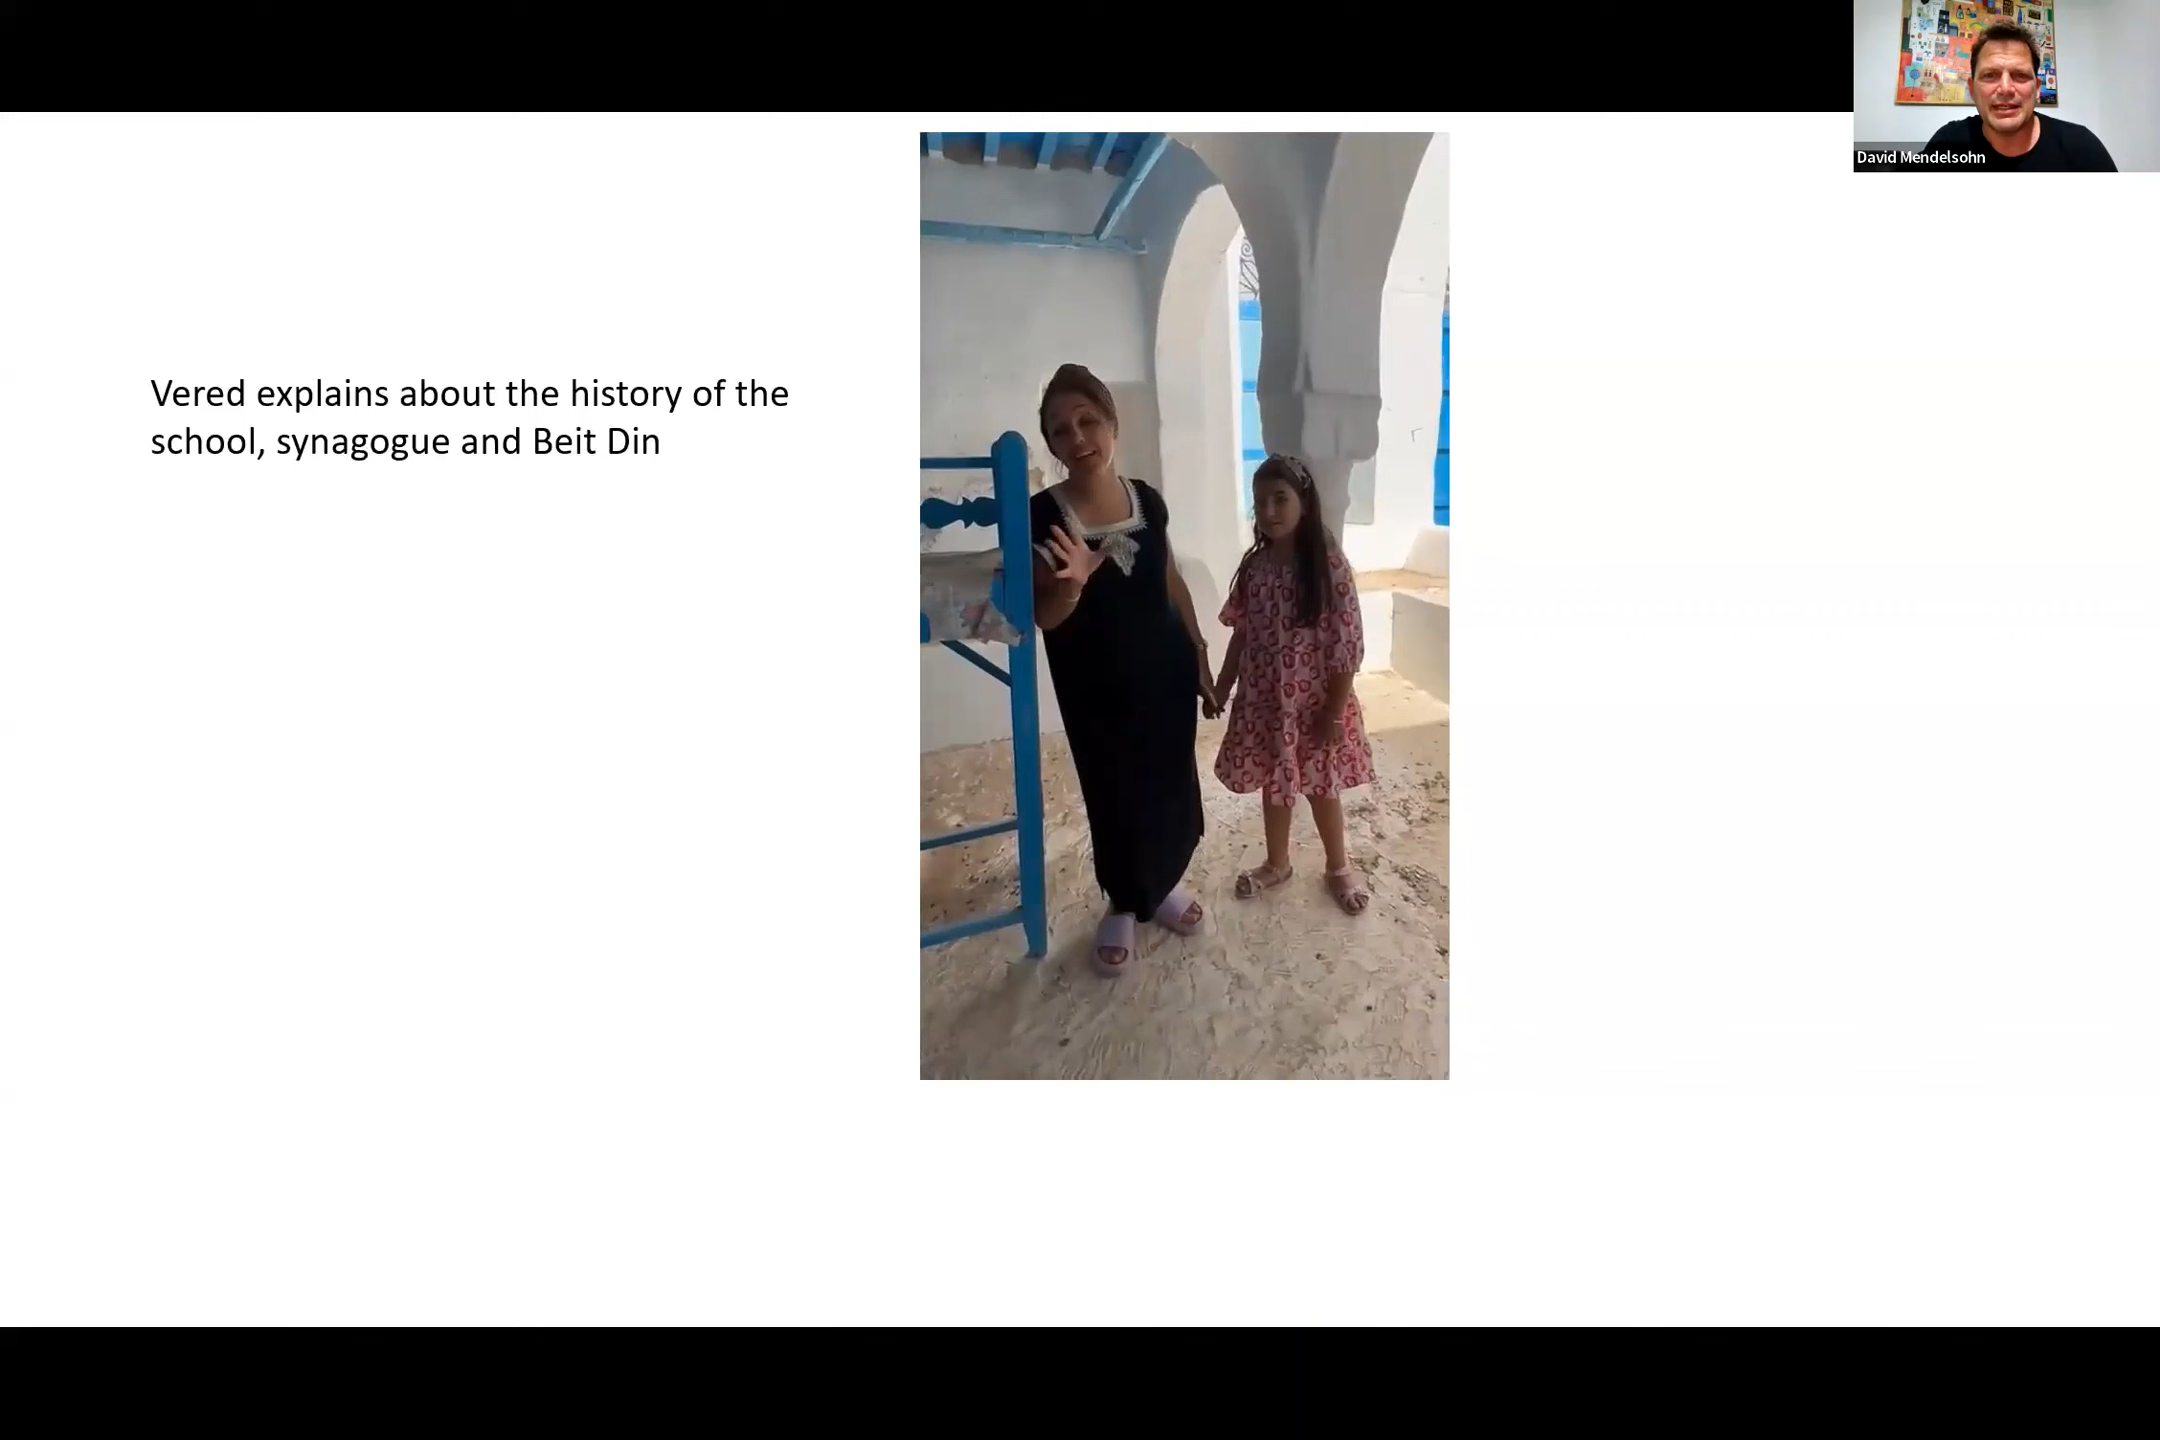 Vered explains about the history of the
school, synagogue and Beit Din
David Mendelsohn